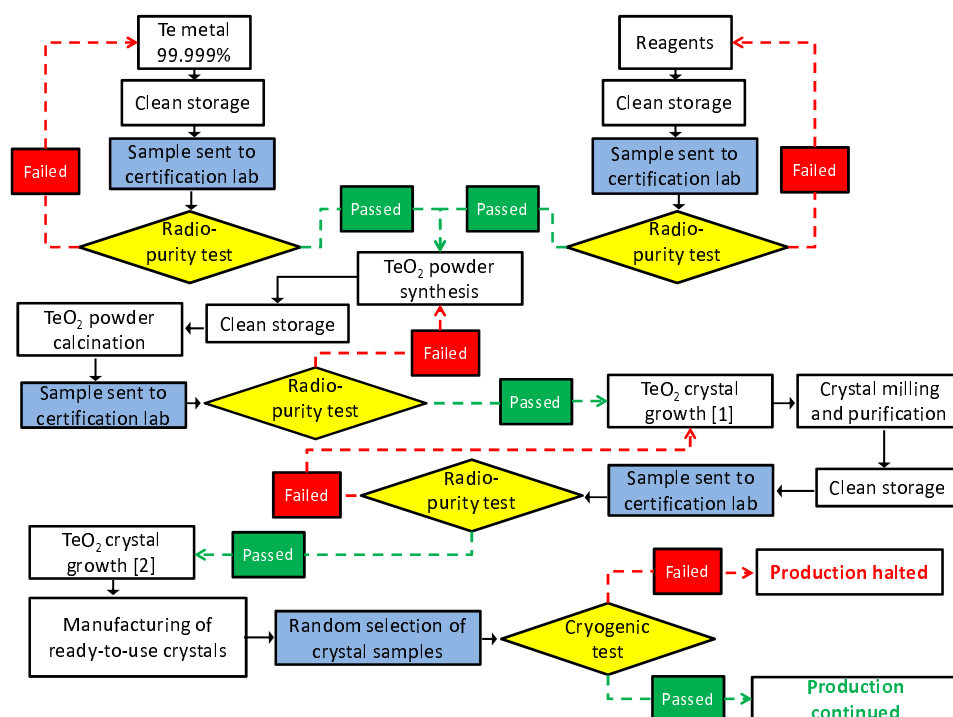 Te metal
99.999%
Reagents
Clean storage
Clean storage
Sample sent to
certification lab
Sample sent to
certification lab
Failed
Failed
Passed
Passed
Radio-
purity test
Radio-
purity test
TeO₂ powder
synthesis
TeO₂ powder
calcination
Clean storage
Failed
Sample sent to
certification lab
Radio-
purity test
Passed
TeO₂ crystal
growth [1]
Crystal milling
and purification
Failed
Radio-
purity test
Sample sent to
certification lab
Clean storage
TeO₂ crystal
growth [2]
Passed
Failed
Production halted
Manufacturing of
ready-to-use crystals
Random selection of
crystal samples
Cryogenic
test
Passed
Production
continued